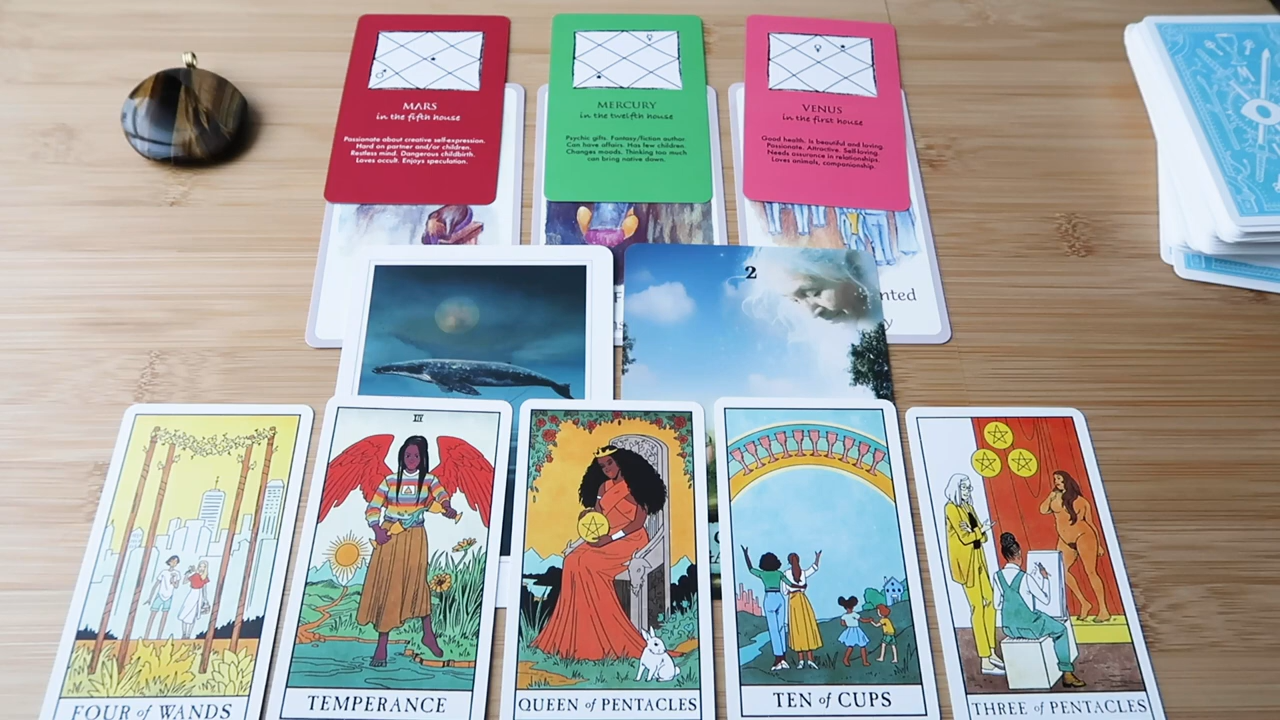 MARS
in the fifth house
Passionate about creative self-expression.
Hard on partner and/or children.
Restless mind. Dangerous childbirth.
Loves occult. Enjoys speculation.
MERCURY
in the twelfth house
Psychic gifts. Fantasy/fiction author.
Can have affairs. Has few children.
Changes moods. Thinking too much
can bring native down.
VENUS
in the first house
Good health. Is beautiful and loving.
Passionate. Attractive. Self-loving.
Needs assurance in relationships.
Loves animals, companionship.
2
nted
y
FOUR of WANDS
TEMPERANCE
QUEEN of PENTACLES
TEN of CUPS
THREE of PENTACLES